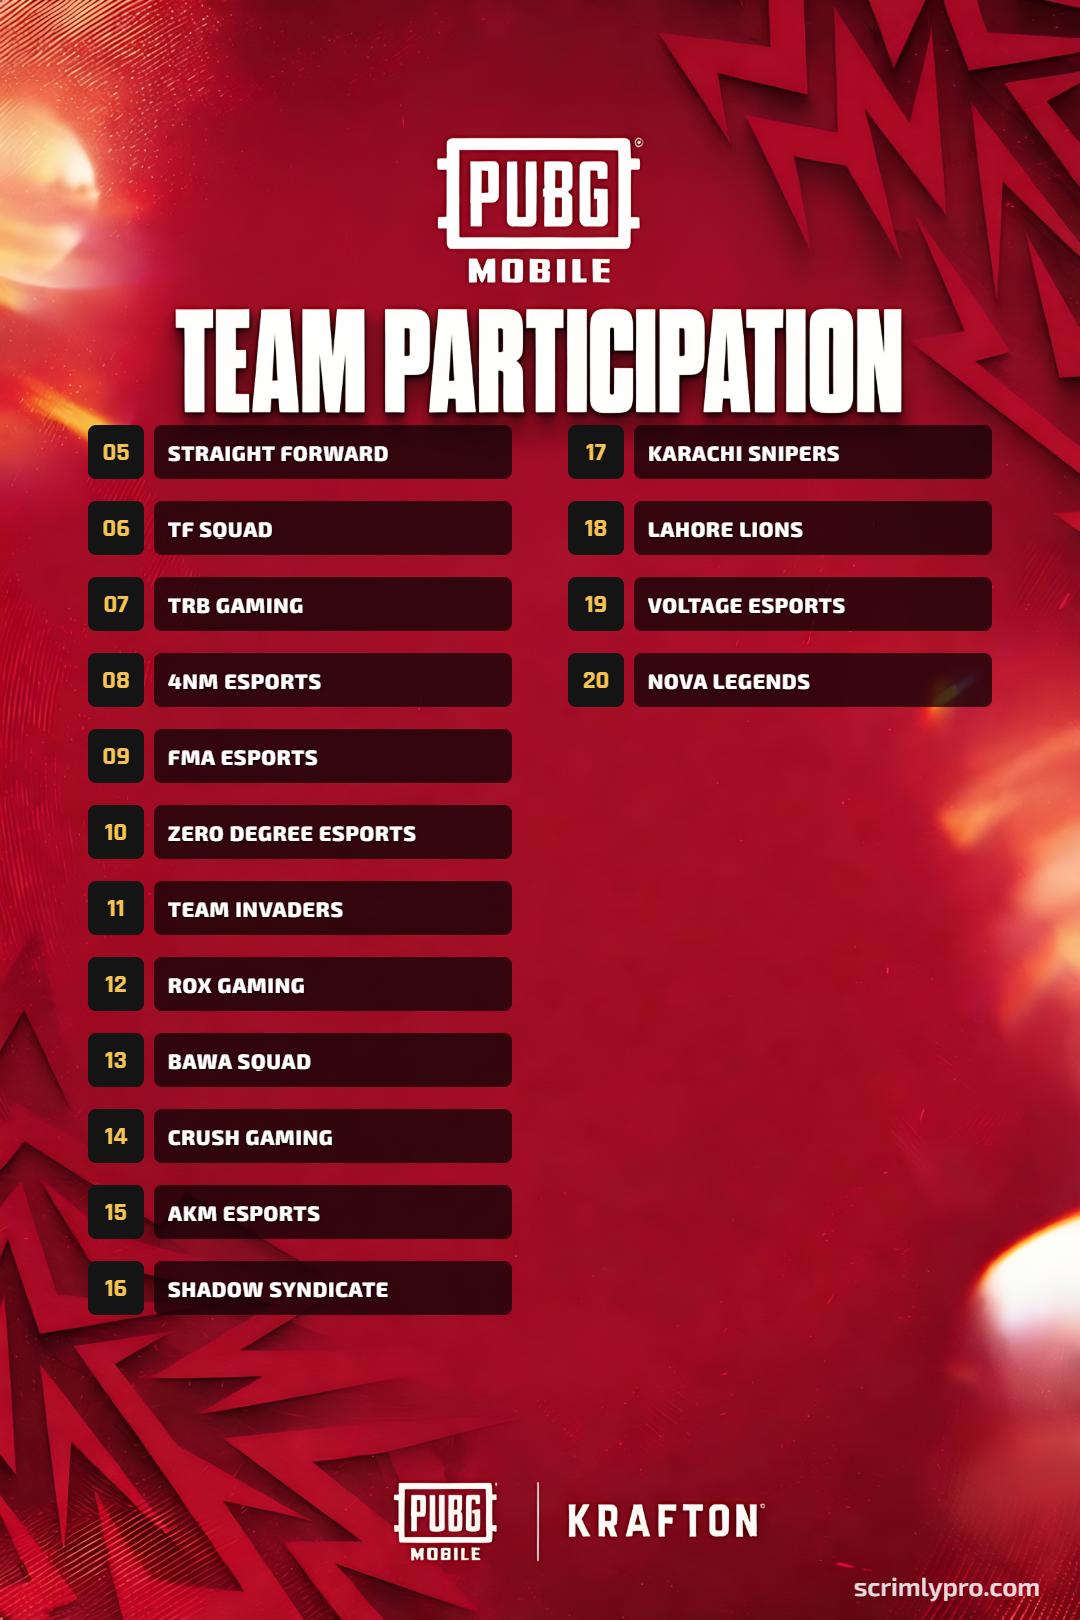 PUBG
MOBILE
TEAM PARTICIPATION
05 STRAIGHT FORWARD
06 TF SQUAD
07 TRB GAMING
08 4NM ESPORTS
09 FMA ESPORTS
10 ZERO DEGREE ESPORTS
11 TEAM INVADERS
12 ROX GAMING
13 BAWA SQUAD
14 CRUSH GAMING
15 AKM ESPORTS
16 SHADOW SYNDICATE
17 KARACHI SNIPERS
18 LAHORE LIONS
19 VOLTAGE ESPORTS
20 NOVA LEGENDS
PUBG
MOBILE
KRAFTON
scrimlypro.com